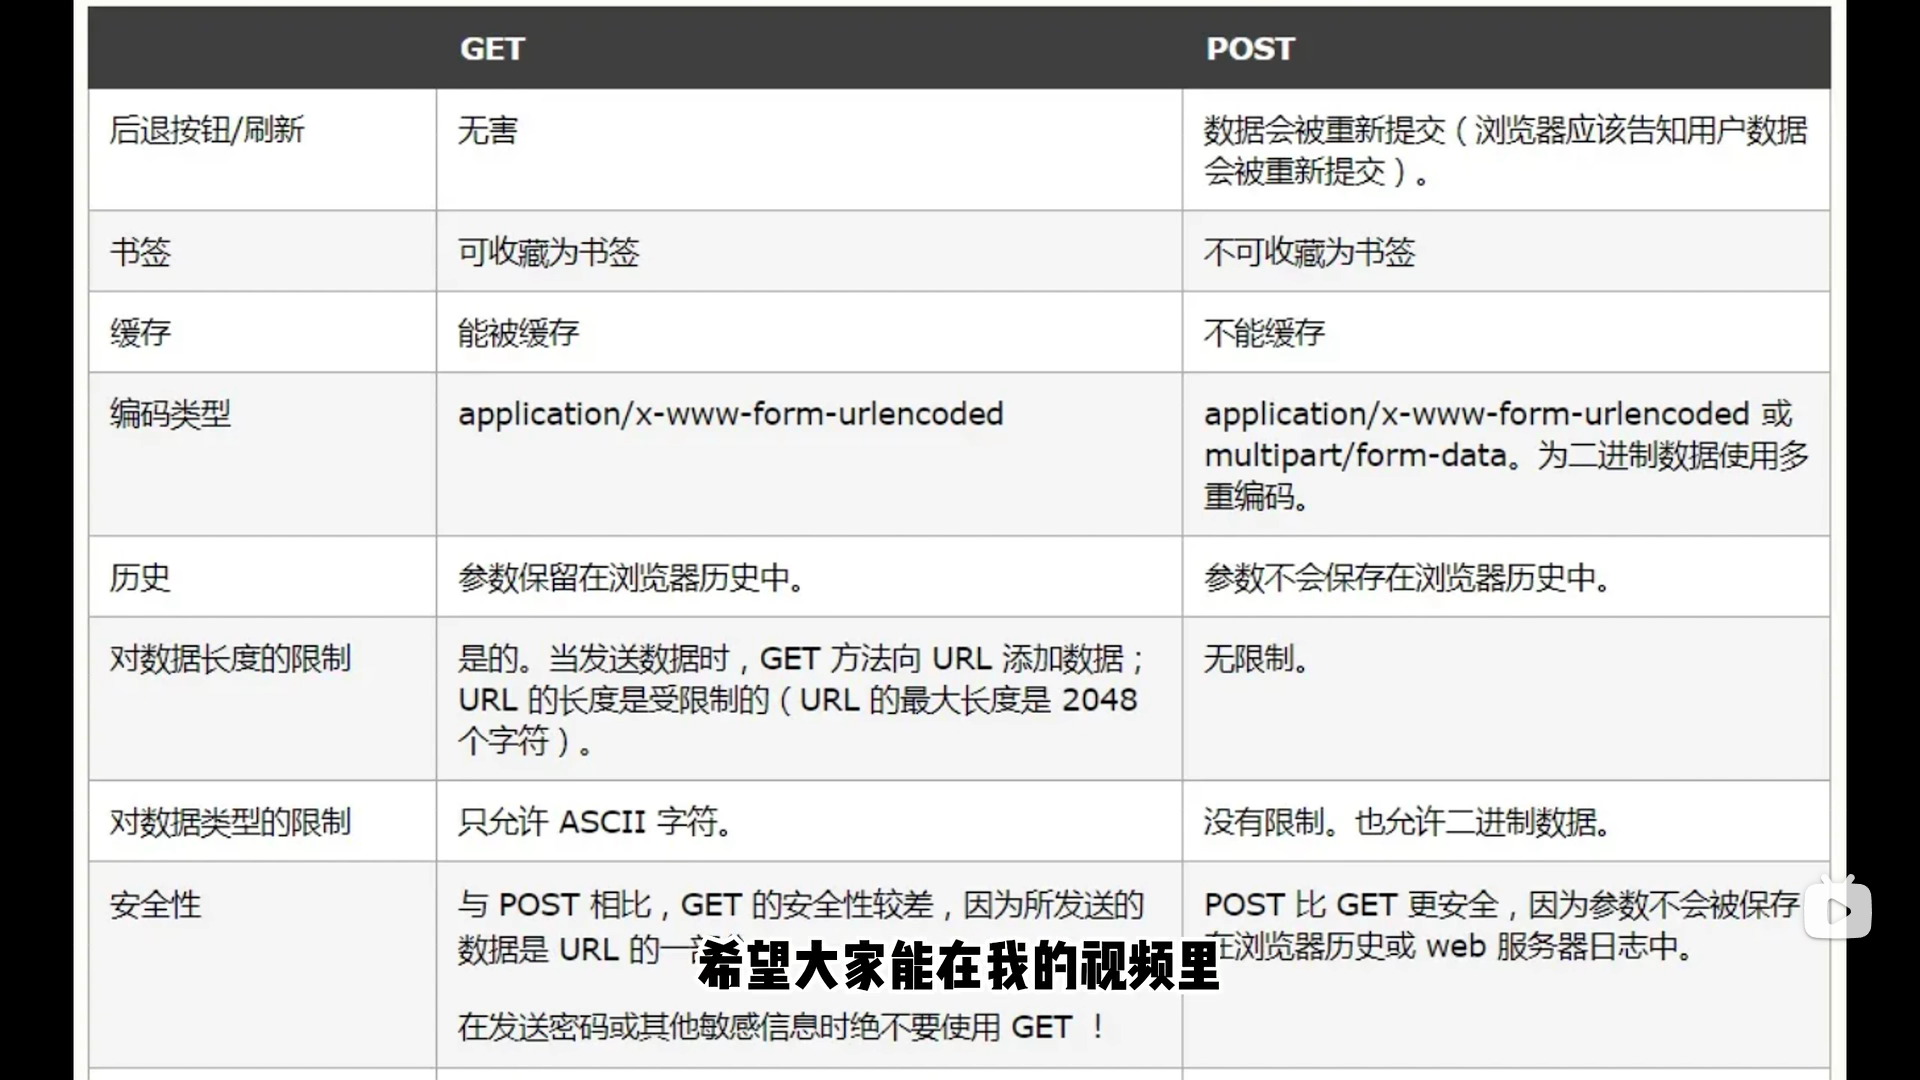 GET
POST
后退按钮/刷新
无害
数据会被重新提交（浏览器应该告知用户数据
会被重新提交）。
书签
可收藏为书签
不可收藏为书签
缓存
能被缓存
不能缓存
编码类型
application/x-www-form-urlencoded
application/x-www-form-urlencoded 或
multipart/form-data。为二进制数据使用多
重编码。
历史
参数保留在浏览器历史中。
参数不会保存在浏览器历史中。
对数据长度的限制
是的。当发送数据时，GET 方法向 URL 添加数据；
URL 的长度是受限制的（URL 的最大长度是 2048
个字符）。
无限制。
对数据类型的限制
只允许 ASCII 字符。
没有限制。也允许二进制数据。
安全性
与 POST 相比，GET 的安全性较差，因为所发送的
数据是 URL 的一
在发送密码或其他敏感信息时绝不要使用 GET ！
POST 比 GET 更安全，因为参数不会被保存
在浏览器历史或 web 服务器日志中。
希望大家能在我的视频里